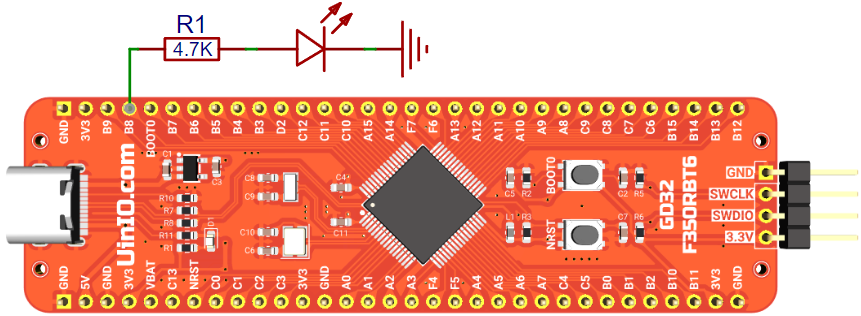 R1
4.7K
GND
3V3
B9
B8
BOOT0
B7
B6
B5
B4
B3
D2
C12
C11
C10
A15
A14
F7
F6
A13
A12
A11
A10
A9
A8
C9
C8
C7
C6
B15
B14
B13
B12
UinIO.com
C1
C3
R10
R7
R8
R11
R1
D1
C8
C9
C10
C6
C4
C11
C5
R2
BOOT0
C2
R5
L1
R3
NRST
C7
R6
GD32
F350RBT6
GND
SWCLK
SWDIO
3.3V
GND
5V
GND
3V3
VBAT
C13
NRST
C0
C1
C2
C3
3V3
GND
A0
A1
A2
A3
F4
F5
A4
A5
A6
A7
C4
C5
B0
B1
B2
B10
B11
3V3
GND